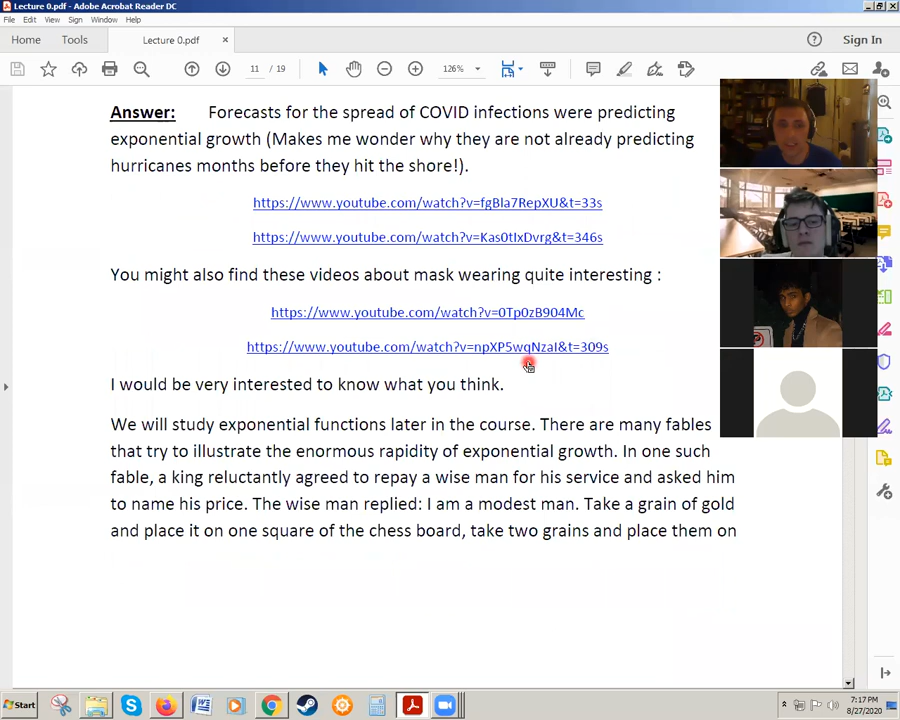 Lecture 0.pdf - Adobe Acrobat Reader DC
File Edit View Sign Window Help
Home Tools Lecture 0.pdf × Sign In
11 / 19 126%
Answer: Forecasts for the spread of COVID infections were predicting
exponential growth (Makes me wonder why they are not already predicting
hurricanes months before they hit the shore!).
https://www.youtube.com/watch?v=fgBla7RepXU&t=33s
https://www.youtube.com/watch?v=Kas0tIxDvrg&t=346s
You might also find these videos about mask wearing quite interesting :
https://www.youtube.com/watch?v=0Tp0zB904Mc
https://www.youtube.com/watch?v=npXP5wqNzaI&t=309s
I would be very interested to know what you think.
We will study exponential functions later in the course. There are many fables
that try to illustrate the enormous rapidity of exponential growth. In one such
fable, a king reluctantly agreed to repay a wise man for his service and asked him
to name his price. The wise man replied: I am a modest man. Take a grain of gold
and place it on one square of the chess board, take two grains and place them on
Start 7:17 PM
8/27/2020